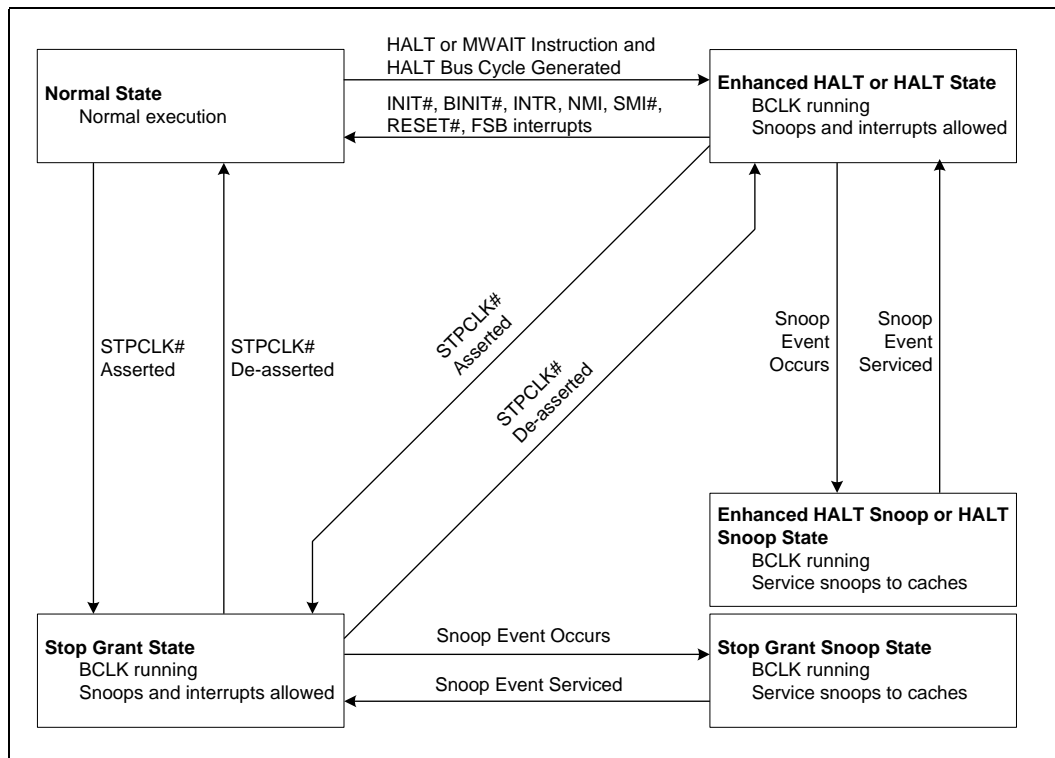 HALT or MWAIT Instruction and
HALT Bus Cycle Generated
Normal State
Normal execution
INIT#, BINIT#, INTR, NMI, SMI#,
RESET#, FSB interrupts
Enhanced HALT or HALT State
BCLK running
Snoops and interrupts allowed
STPCLK#
Asserted
STPCLK#
De-asserted
STPCLK#
Asserted
STPCLK#
De-asserted
Snoop
Event
Occurs
Snoop
Event
Serviced
Enhanced HALT Snoop or HALT
Snoop State
BCLK running
Service snoops to caches
Stop Grant State
BCLK running
Snoops and interrupts allowed
Snoop Event Occurs
Snoop Event Serviced
Stop Grant Snoop State
BCLK running
Service snoops to caches